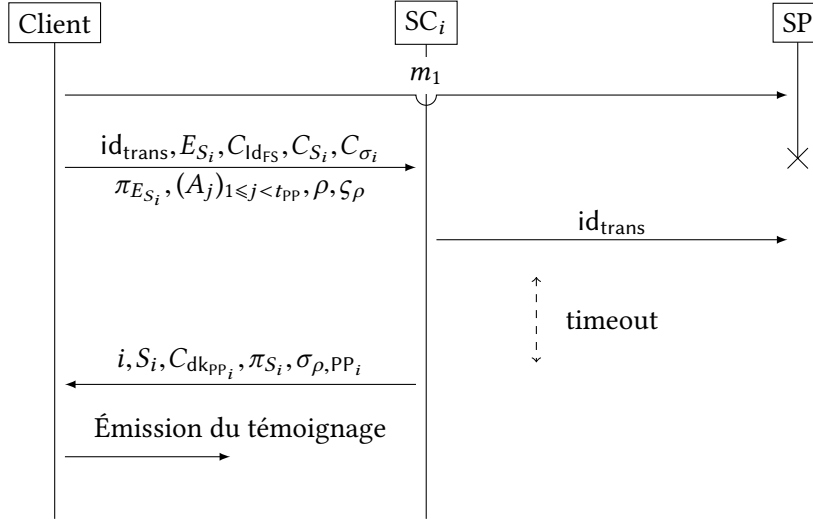 Client SC_i SP
m_1
id_trans, E_{S_i}, C_{Id_FS}, C_{S_i}, C_{σ_i}
π_{E_{S_i}}, (A_j)_{1⩽j<t_PP}, ρ, ς_ρ
id_trans
timeout
i, S_i, C_{dk_{PP_i}}, π_{S_i}, σ_{ρ,PP_i}
Émission du témoignage